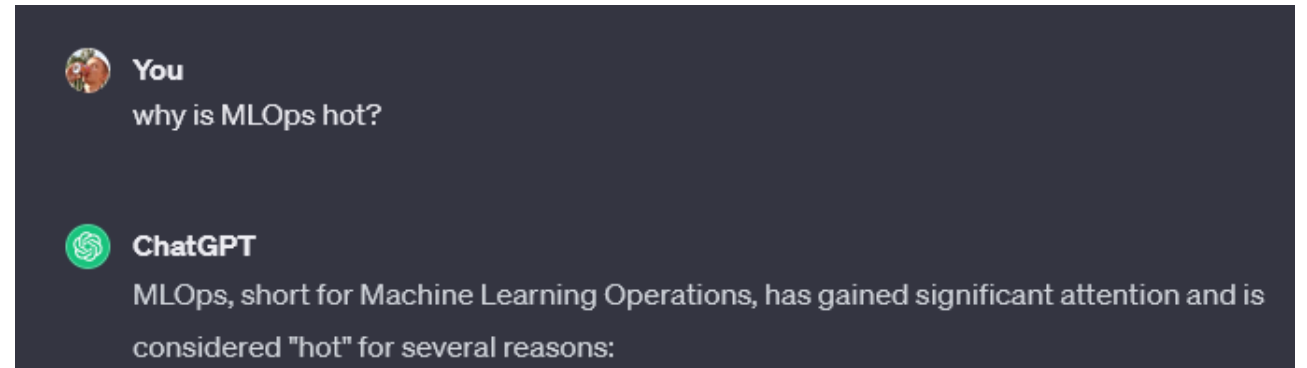 You
why is MLOps hot?
ChatGPT
MLOps, short for Machine Learning Operations, has gained significant attention and is
considered "hot" for several reasons: